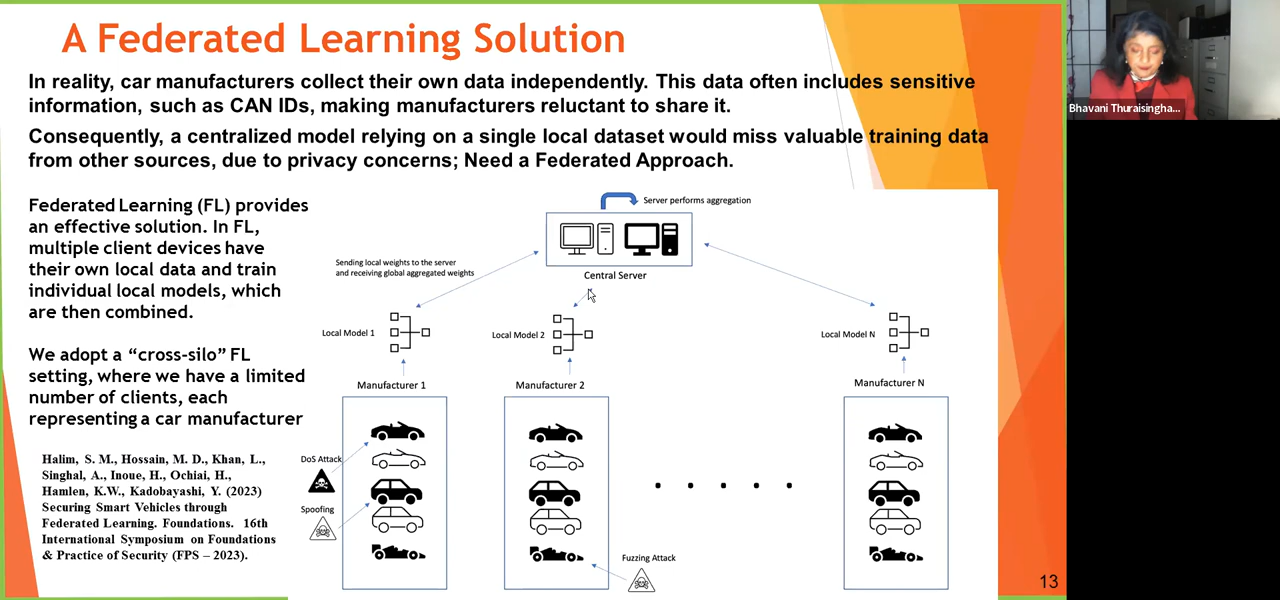 A Federated Learning Solution
In reality, car manufacturers collect their own data independently. This data often includes sensitive
information, such as CAN IDs, making manufacturers reluctant to share it.
Consequently, a centralized model relying on a single local dataset would miss valuable training data
from other sources, due to privacy concerns; Need a Federated Approach.
Federated Learning (FL) provides
an effective solution. In FL,
multiple client devices have
their own local data and train
individual local models, which
are then combined.
We adopt a “cross-silo” FL
setting, where we have a limited
number of clients, each
representing a car manufacturer
Halim, S. M., Hossain, M. D., Khan, L.,
Singhal, A., Inoue, H., Ochiai, H.,
Hamlen, K.W., Kadobayashi, Y. (2023)
Securing Smart Vehicles through
Federated Learning. Foundations. 16th
International Symposium on Foundations
& Practice of Security (FPS – 2023).
Server performs aggregation
Central Server
Sending local weights to the server
and receiving global aggregated weights
Local Model 1
Local Model 2
Local Model N
Manufacturer 1
Manufacturer 2
Manufacturer N
DoS Attack
Spoofing
Fuzzing Attack
13
Bhavani Thuraisingha...